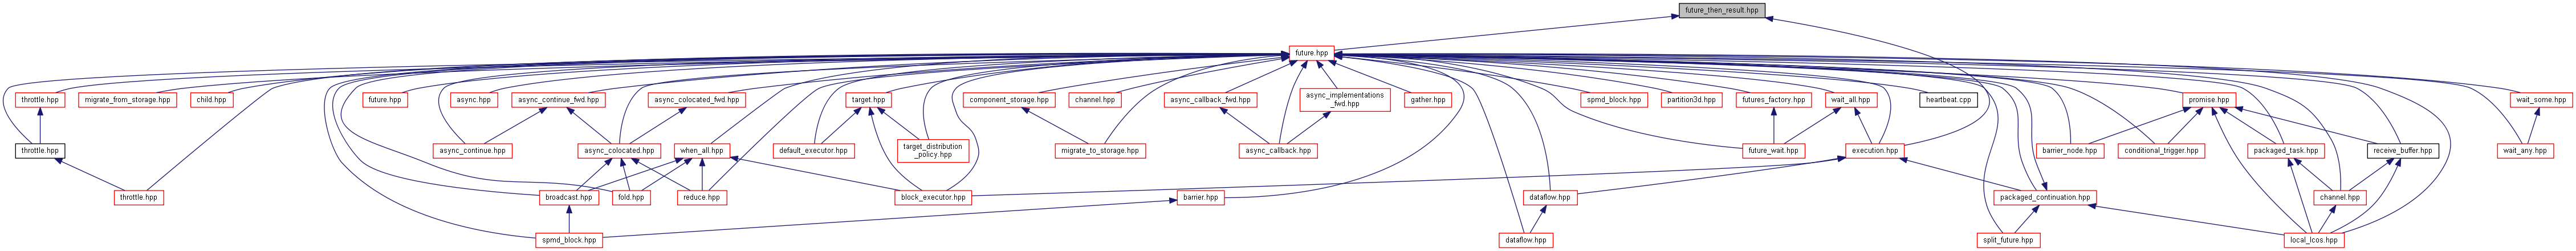 future_then_result.hpp
future.hpp
throttle.hpp
migrate_from_storage.hpp
child.hpp
future.hpp
async.hpp
async_continue_fwd.hpp
async_colocated_fwd.hpp
target.hpp
component_storage.hpp
channel.hpp
async_callback_fwd.hpp
async_implementations
_fwd.hpp
gather.hpp
spmd_block.hpp
partition3d.hpp
futures_factory.hpp
wait_all.hpp
heartbeat.cpp
promise.hpp
wait_some.hpp
throttle.hpp
async_continue.hpp
async_colocated.hpp
when_all.hpp
default_executor.hpp
target_distribution
_policy.hpp
migrate_to_storage.hpp
async_callback.hpp
future_wait.hpp
execution.hpp
barrier_node.hpp
conditional_trigger.hpp
packaged_task.hpp
receive_buffer.hpp
wait_any.hpp
throttle.hpp
broadcast.hpp
fold.hpp
reduce.hpp
block_executor.hpp
barrier.hpp
dataflow.hpp
packaged_continuation.hpp
channel.hpp
spmd_block.hpp
dataflow.hpp
split_future.hpp
local_lcos.hpp